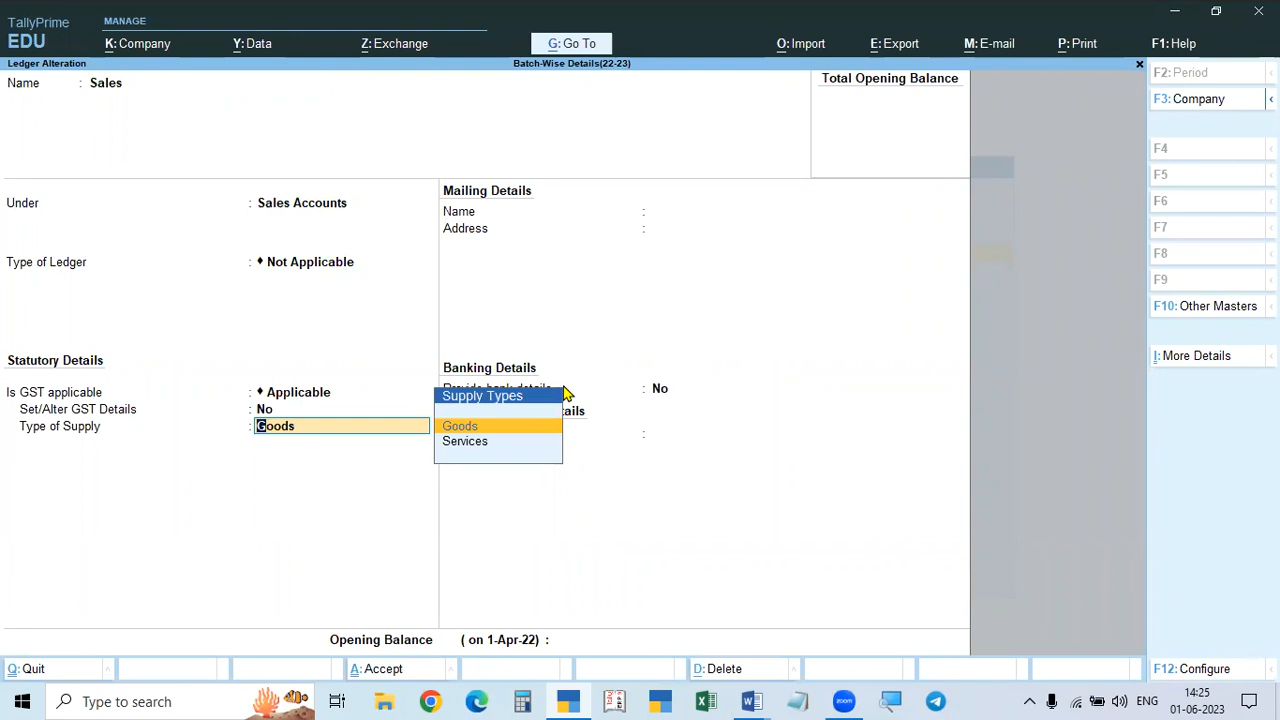 TallyPrime
EDU
MANAGE
K: Company
Y: Data
Z: Exchange
G: Go To
O: Import
E: Export
M: E-mail
P: Print
F1: Help
Ledger Alteration
Batch-Wise Details(22-23)
Name : Sales
Total Opening Balance
F2: Period
F3: Company
F4
F5
F6
F7
F8
F9
F10: Other Masters
I: More Details
F12: Configure
Under : Sales Accounts
Type of Ledger : ♦ Not Applicable
Mailing Details
Name :
Address :
Statutory Details
Is GST applicable : ♦ Applicable
Set/Alter GST Details : No
Type of Supply : Goods
Banking Details
Provide bank details : No
Supply Types
Goods
Services
ails
:
Opening Balance ( on 1-Apr-22) :
Q: Quit
A: Accept
D: Delete
Type to search
ENG
14:25
01-06-2023
zoom